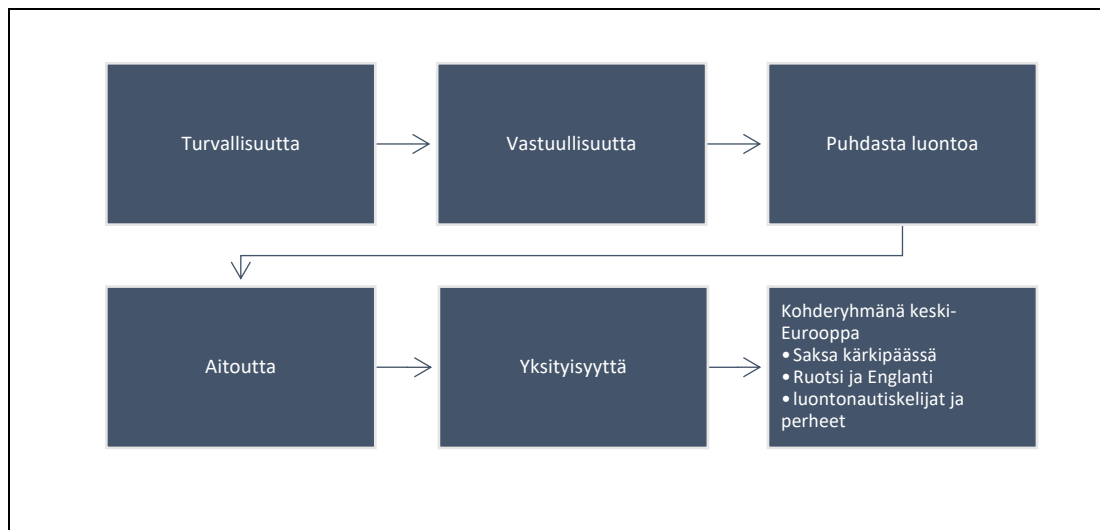 Turvallisuutta
Vastuullisuutta
Puhdasta luontoa
Aitoutta
Yksityisyyttä
Kohderyhmänä keski-
Eurooppa
•Saksa kärkipäässä
•Ruotsi ja Englanti
•luontonautiskelijat ja
perheet